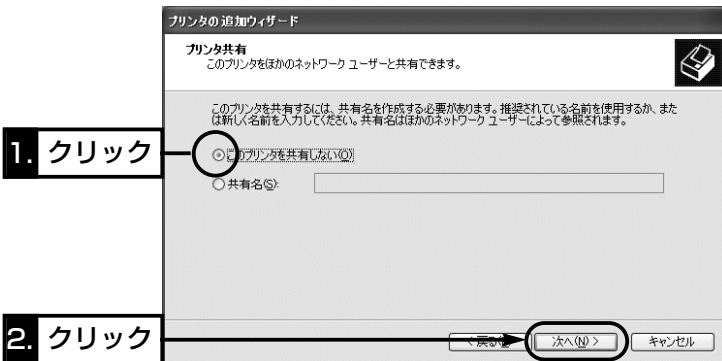 プリンタの追加ウィザード
プリンタ共有
このプリンタをほかのネットワーク ユーザーと共有できます。
このプリンタを共有するには、共有名を作成する必要があります。推奨されている名前を使用するか、また
は新しく名前を入力してください。共有名はほかのネットワーク ユーザーによって参照されます。
1. クリック
このプリンタを共有しない(O)
共有名(S):
2. クリック
< 戻る(B) 次へ(N) > キャンセル